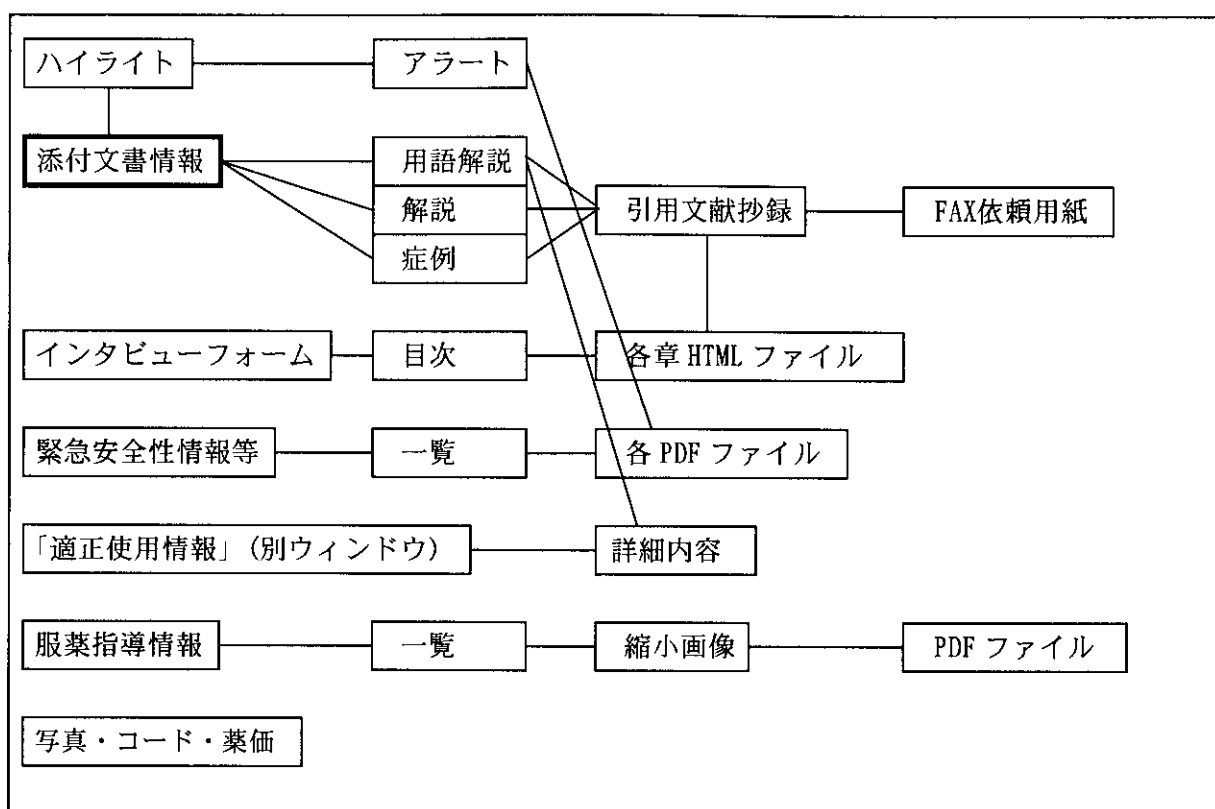 ハイライト
アラート
添付文書情報
用語解説
解説
症例
引用文献抄録
FAX依頼用紙
インタビューフォーム
目次
各章 HTML ファイル
緊急安全性情報等
一覧
各 PDF ファイル
「適正使用情報」(別ウィンドウ)
詳細内容
服薬指導情報
一覧
縮小画像
PDF ファイル
写真・コード・薬価